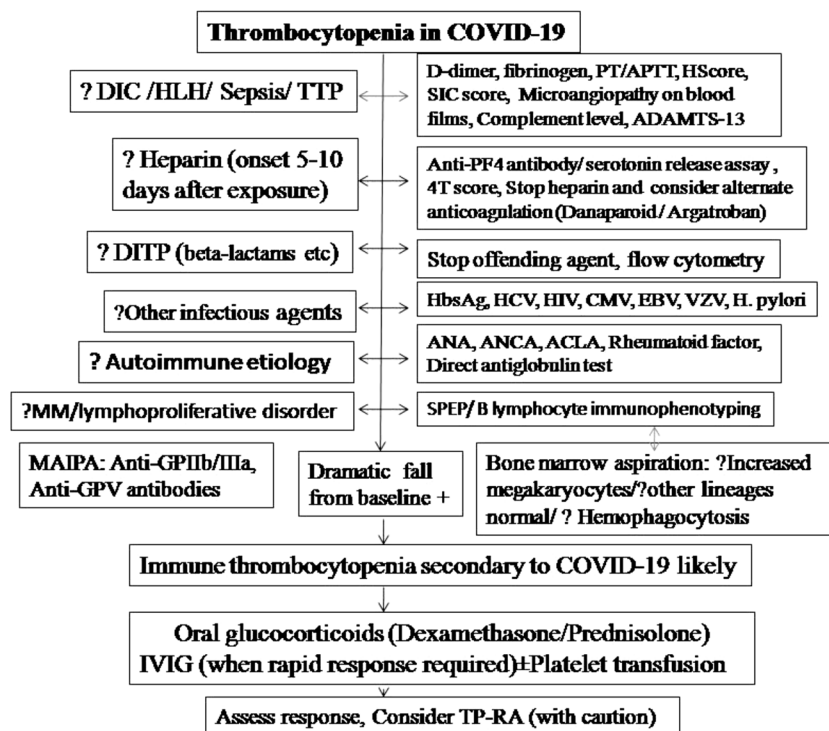 Thrombocytopenia in COVID-19
? DIC /HLH/ Sepsis/ TTP
D-dimer, fibrinogen, PT/APTT, HScore,
SIC score, Microangiopathy on blood
films, Complement level, ADAMTS-13
? Heparin (onset 5-10
days after exposure)
Anti-PF4 antibody/ serotonin release assay ,
4T score, Stop heparin and consider alternate
anticoagulation (Danaparoid / Argatroban)
? DITP (beta-lactams etc)
Stop offending agent, flow cytometry
?Other infectious agents
HbsAg, HCV, HIV, CMV, EBV, VZV, H. pylori
? Autoimmune etiology
ANA, ANCA, ACLA, Rheumatoid factor,
Direct antiglobulin test
?MM/lymphoproliferative disorder
SPEP/ B lymphocyte immunophenotyping
MAIPA: Anti-GPIIb/IIIa,
Anti-GPV antibodies
Dramatic fall
from baseline +
Bone marrow aspiration: ?Increased
megakaryocytes/?other lineages
normal/ ? Hemophagocytosis
Immune thrombocytopenia secondary to COVID-19 likely
Oral glucocorticoids (Dexamethasone/Prednisolone)
IVIG (when rapid response required)±Platelet transfusion
Assess response, Consider TP-RA (with caution)